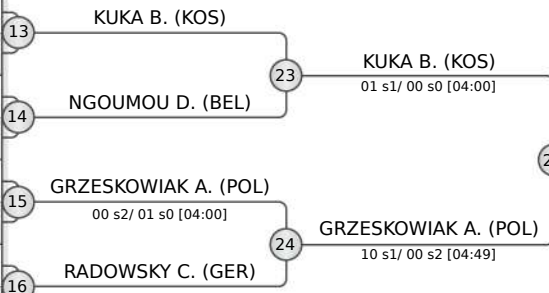 KUKA B. (KOS)
13
23
KUKA B. (KOS)
01 s1/ 00 s0 [04:00]
NGOUMOU D. (BEL)
14
GRZESKOWIAK A. (POL)
15
00 s2/ 01 s0 [04:00]
24
GRZESKOWIAK A. (POL)
10 s1/ 00 s2 [04:49]
RADOWSKY C. (GER)
16